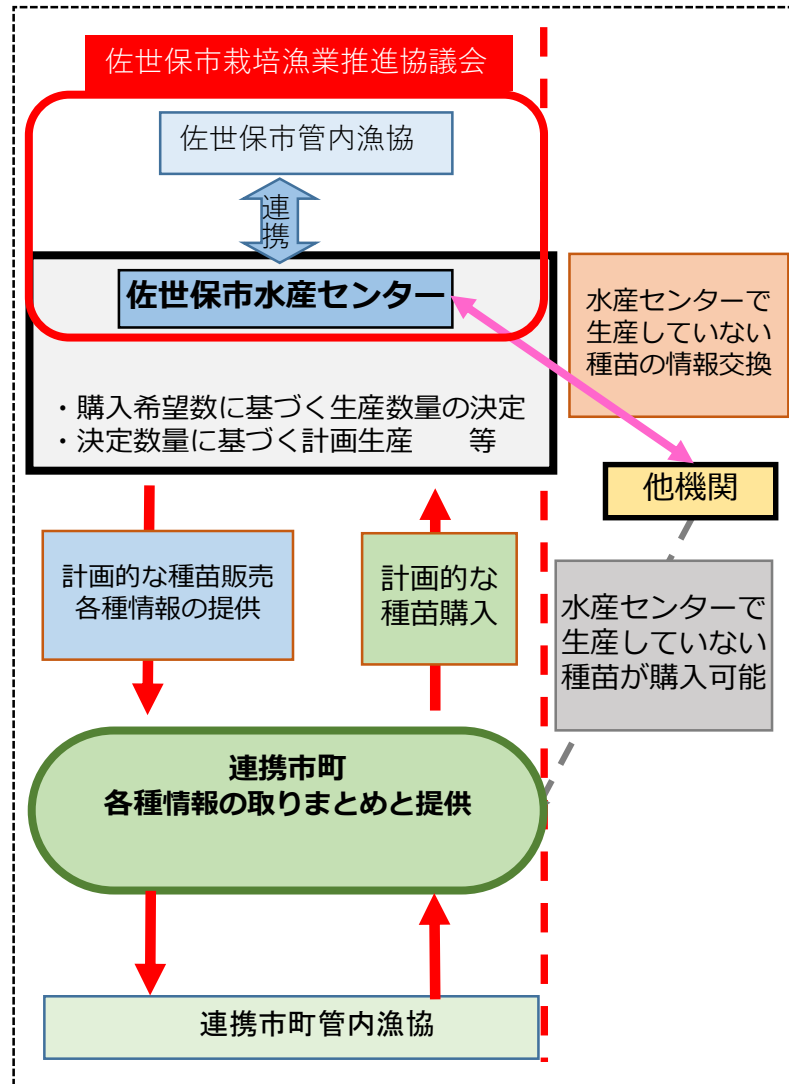 佐世保市栽培漁業推進協議会
佐世保市管内漁協
連
携
佐世保市水産センター
・購入希望数に基づく生産数量の決定
・決定数量に基づく計画生産　　等
水産センターで
生産していない
種苗の情報交換
他機関
計画的な種苗販売
各種情報の提供
計画的な
種苗購入
水産センターで
生産していない
種苗が購入可能
連携市町
各種情報の取りまとめと提供
連携市町管内漁協